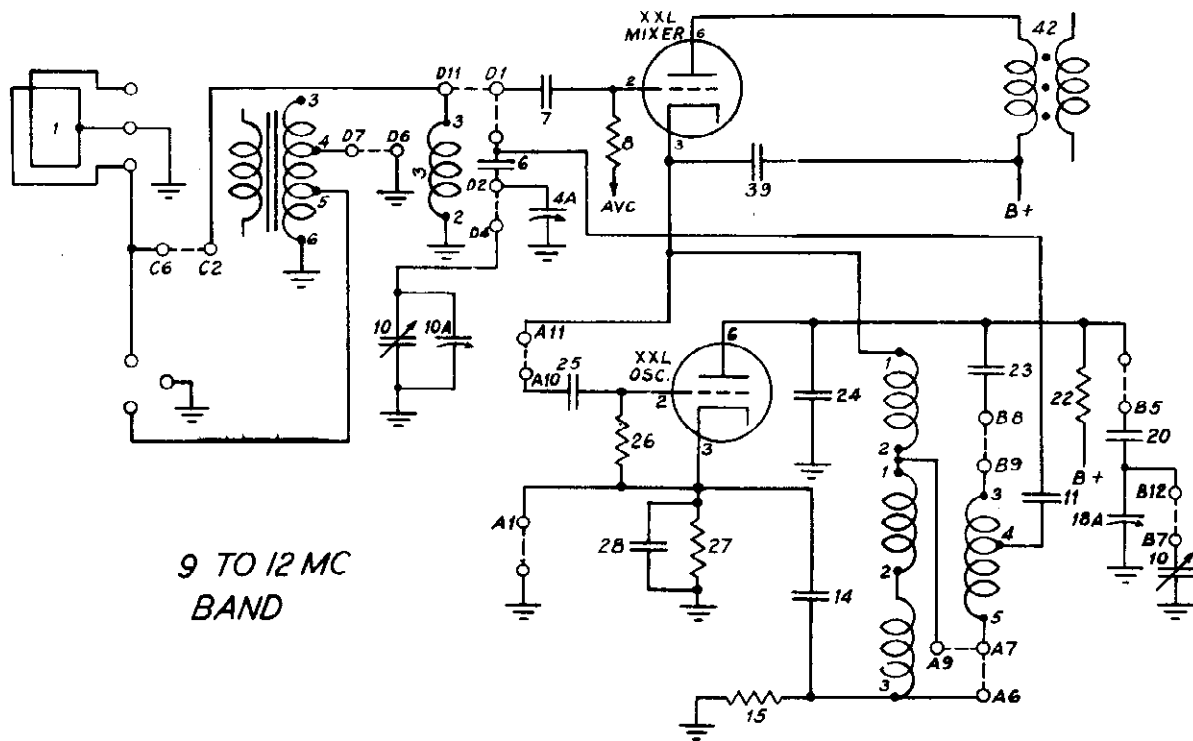 XXL
MIXER
6
42
1
3
4
D7
D6
5
6
D11
D1
3
3
2
6
7
2
8
3
AVC
39
B+
D2
4A
D4
C6
C2
10
10A
A11
A10
25
XXL
OSC.
6
2
3
26
24
1
2
1
2
3
23
B8
B9
3
4
5
22
B+
11
B5
20
B12
18A
B7
10
A1
28
27
14
15
A9
A7
A6
9 TO 12 MC
BAND